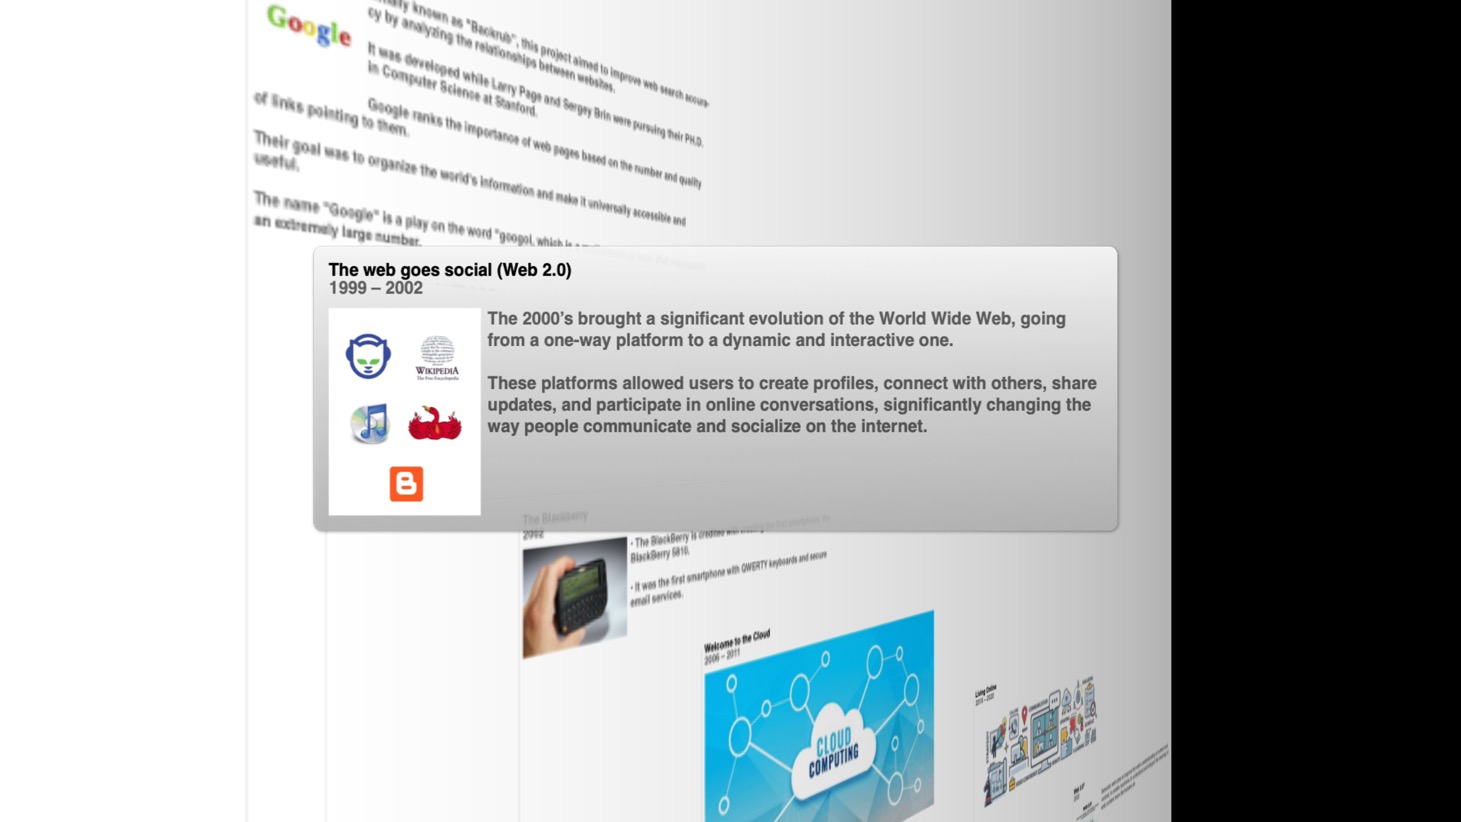 Google
known as "Backrub", this project aimed to improve web search accura-
cy by analyzing the relationships between websites.
It was developed while Larry Page and Sergey Brin were pursuing their PH.D.
in Computer Science at Stanford.
Google ranks the importance of web pages based on the number and quality
of links pointing to them.
Their goal was to organize the world's information and make it universally accessible and
useful.
The name "Google" is a play on the word "googol, which is
an extremely large number.
The web goes social (Web 2.0)
1999 – 2002
The 2000's brought a significant evolution of the World Wide Web, going
from a one-way platform to a dynamic and interactive one.
These platforms allowed users to create profiles, connect with others, share
updates, and participate in online conversations, significantly changing the
way people communicate and socialize on the internet.
WIKIPEDIA
The Free Encyclopedia
B
The Blackberry
2002
• The BlackBerry is credited with
BlackBerry 5810.
• It was the first smartphone with QWERTY keyboards and secure
email services.
Welcome to the Cloud
2006 – 2011
CLOUD
COMPUTING
Living Online